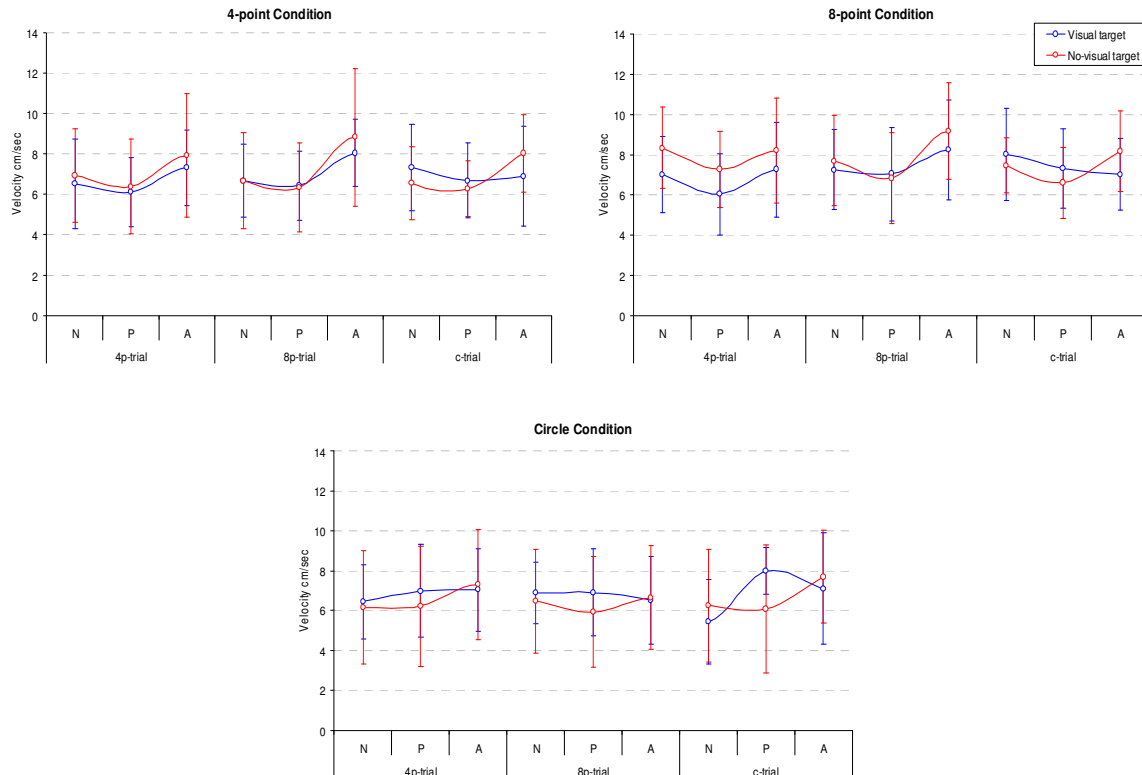 4-point Condition
14
12
10
8
6
4
2
0
Velocity cm/sec
N P A N P A N P A
4p-trial 8p-trial c-trial
8-point Condition
Visual target
No-visual target
14
12
10
8
6
4
2
0
Velocity cm/sec
N P A N P A N P A
4p-trial 8p-trial c-trial
Circle Condition
14
12
10
8
6
4
2
0
Velocity cm/sec
N P A N P A N P A
4p-trial 8p-trial c-trial